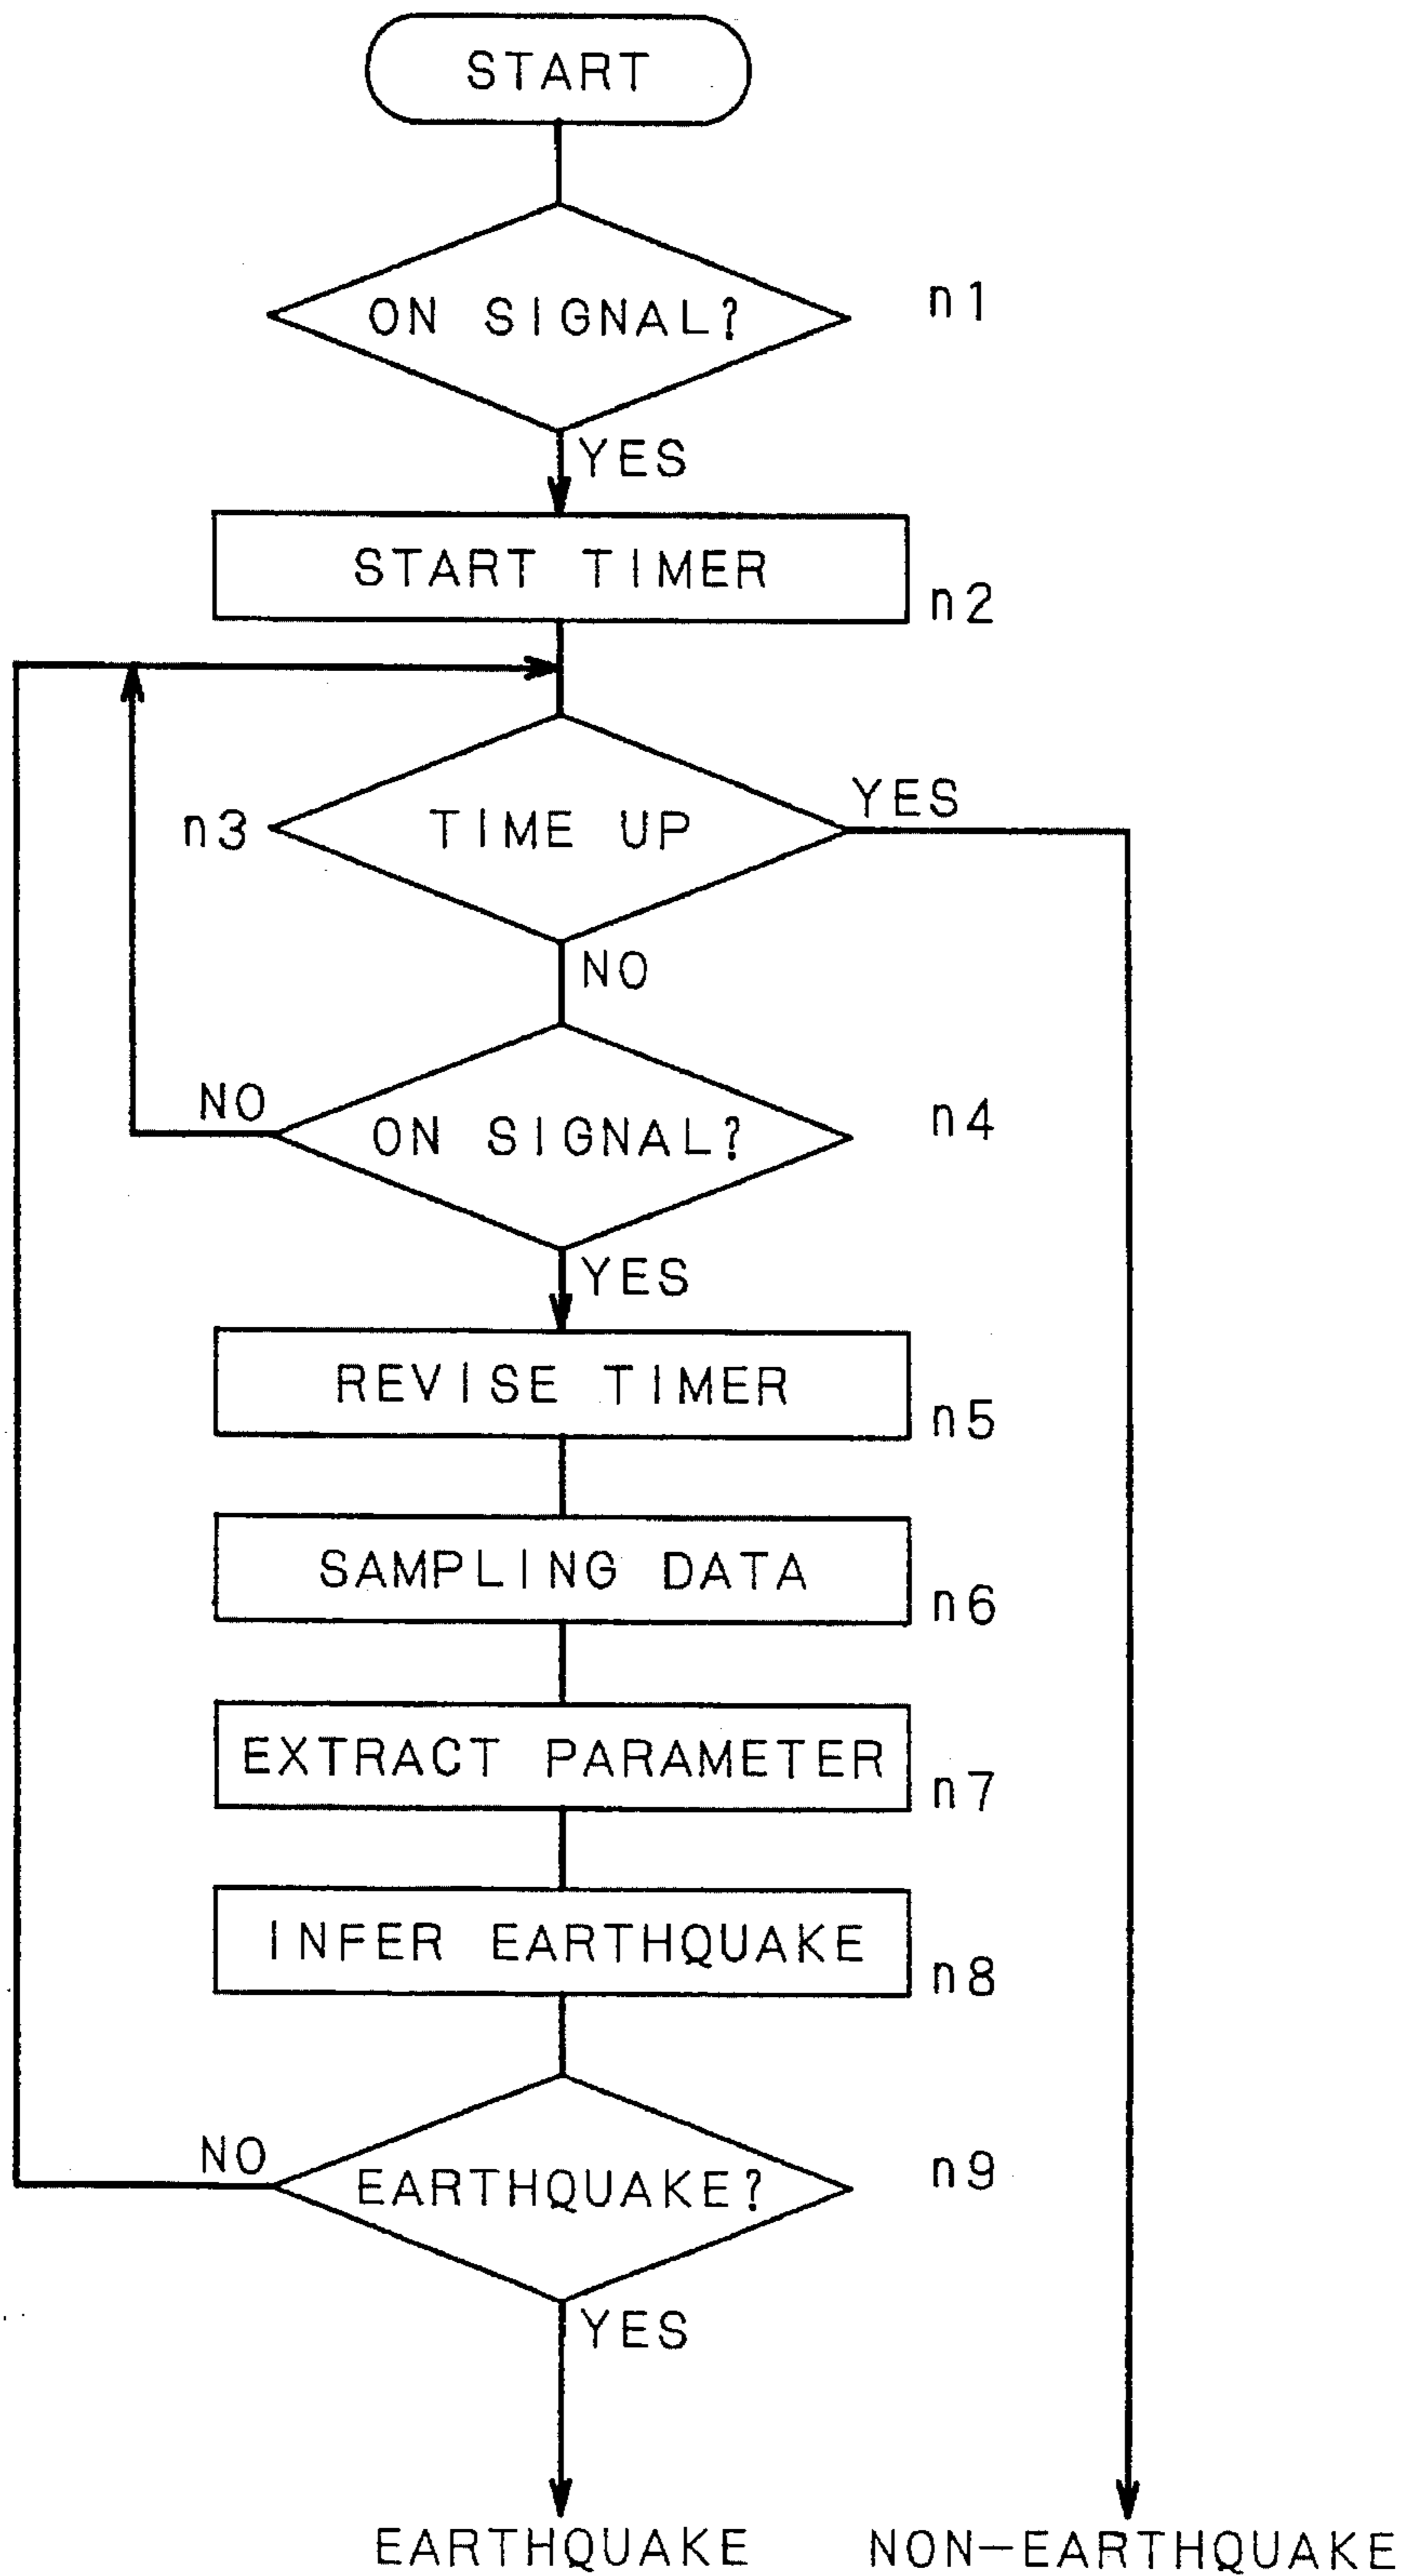 START
ON SIGNAL?
n1
YES
START TIMER
n2
n3
TIME UP
YES
NO
NO
ON SIGNAL?
n4
YES
REVISE TIMER
n5
SAMPLING DATA
n6
EXTRACT PARAMETER
n7
INFER EARTHQUAKE
n8
NO
EARTHQUAKE?
n9
YES
EARTHQUAKE
NON-EARTHQUAKE